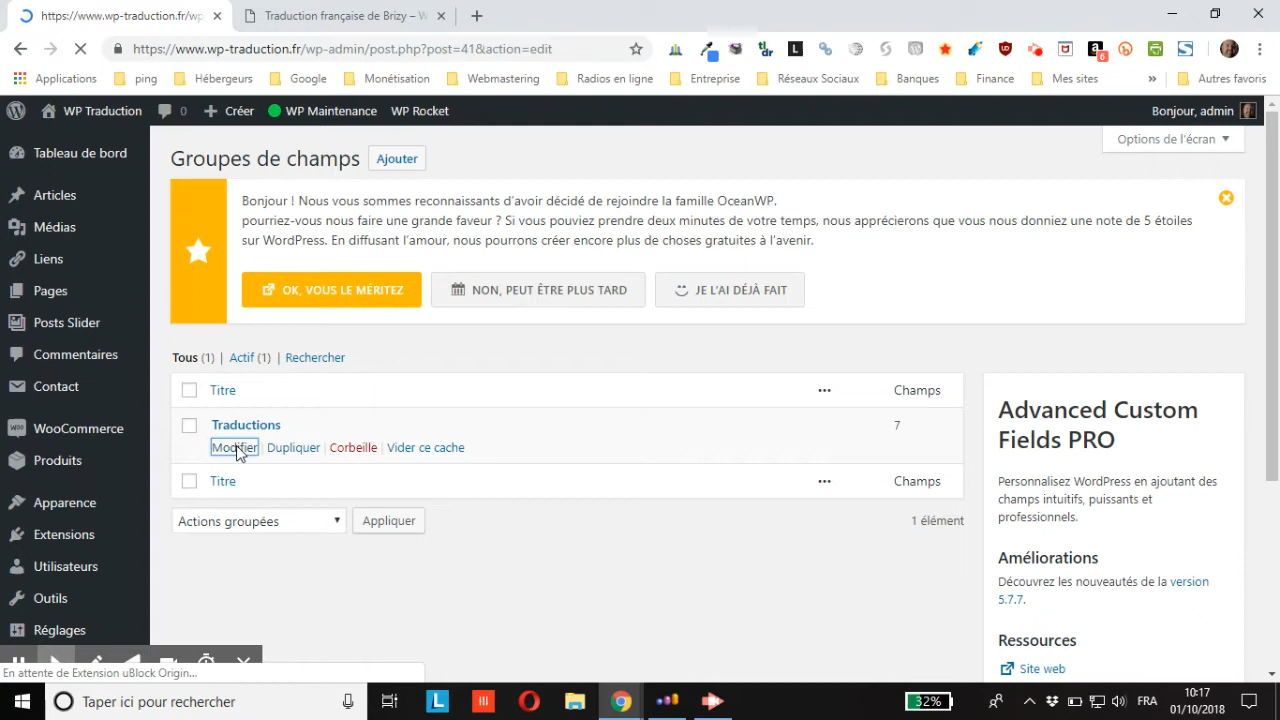 https://www.wp-traduction.fr/wp
Traduction française de Brizy – W
https://www.wp-traduction.fr/wp-admin/post.php?post=41&action=edit
Applications ping Hébergeurs Google Monétisation Webmastering Radios en ligne Entreprise Réseaux Sociaux Banques Finance Mes sites » Autres favoris
WP Traduction 0 Créer WP Maintenance WP Rocket Bonjour, admin
Tableau de bord
Articles
Médias
Liens
Pages
Posts Slider
Commentaires
Contact
WooCommerce
Produits
Apparence
Extensions
Utilisateurs
Outils
Réglages
Options de l'écran
Groupes de champs Ajouter
Bonjour ! Nous vous sommes reconnaissants d'avoir décidé de rejoindre la famille OceanWP.
pourriez-vous nous faire une grande faveur ? Si vous pouviez prendre deux minutes de votre temps, nous apprécierons que vous nous donniez une note de 5 étoiles
sur WordPress. En diffusant l'amour, nous pourrons créer encore plus de choses gratuites à l'avenir.
OK, VOUS LE MÉRITEZ NON, PEUT ÊTRE PLUS TARD JE L'AI DÉJÀ FAIT
Tous (1) | Actif (1) | Rechercher
Titre ••• Champs
Traductions 7
Modifier | Dupliquer | Corbeille | Vider ce cache
Titre ••• Champs
Actions groupées Appliquer 1 élément
Advanced Custom
Fields PRO
Personnalisez WordPress en ajoutant des
champs intuitifs, puissants et
professionnels.
Améliorations
Découvrez les nouveautés de la version
5.7.7.
Ressources
Site web
En attente de Extension uBlock Origin...
Taper ici pour rechercher
32%
FRA
10:17
01/10/2018